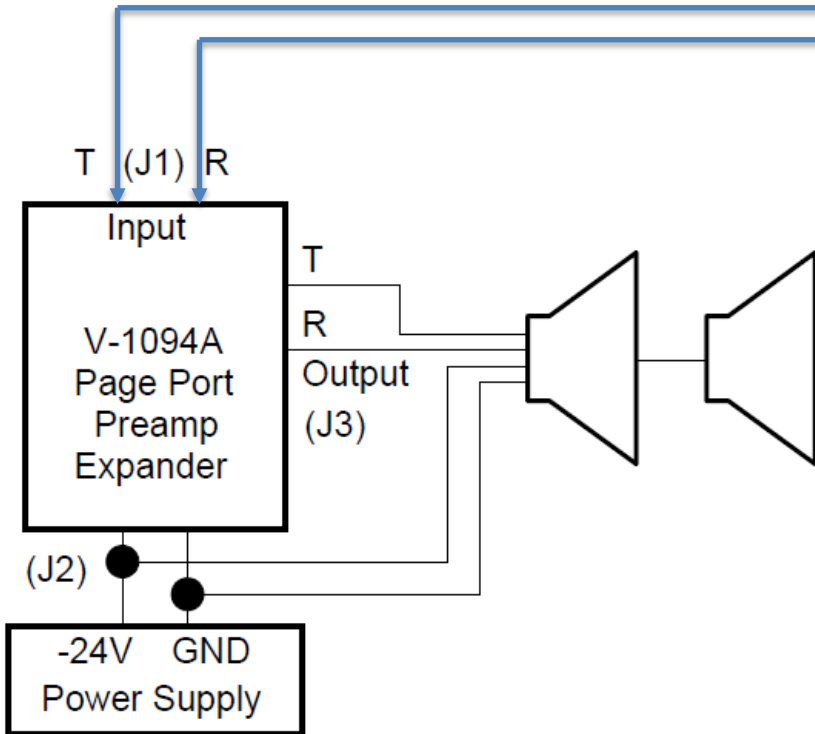 T (J1) R
Input
V-1094A
Page Port
Preamp
Expander
T
R
Output
(J3)
(J2)
-24V GND
Power Supply